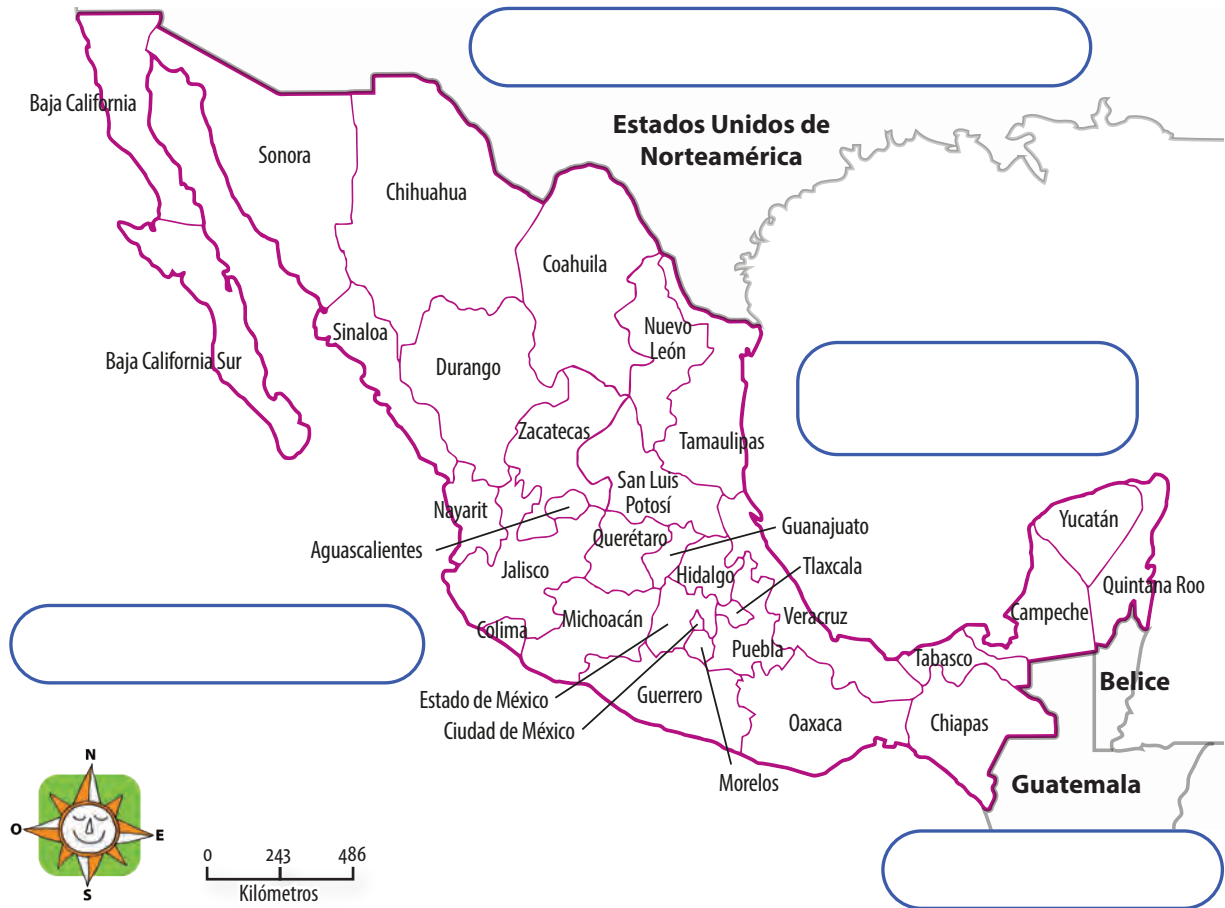 Baja California
Sonora
Chihuahua
Estados Unidos de
Norteamérica
Coahuila
Sinaloa
Nuevo
León
Baja California Sur
Durango
Zacatecas
Tamaulipas
San Luis
Potosí
Nayarit
Aguascalientes
Querétaro
Guanajuato
Jalisco
Hidalgo
Tlaxcala
Yucatán
Quintana Roo
Campeche
Colima
Michoacán
Veracruz
Puebla
Tabasco
Estado de México
Guerrero
Ciudad de México
Oaxaca
Chiapas
Belice
Morelos
Guatemala
N
O
E
S
0 243 486
Kilómetros